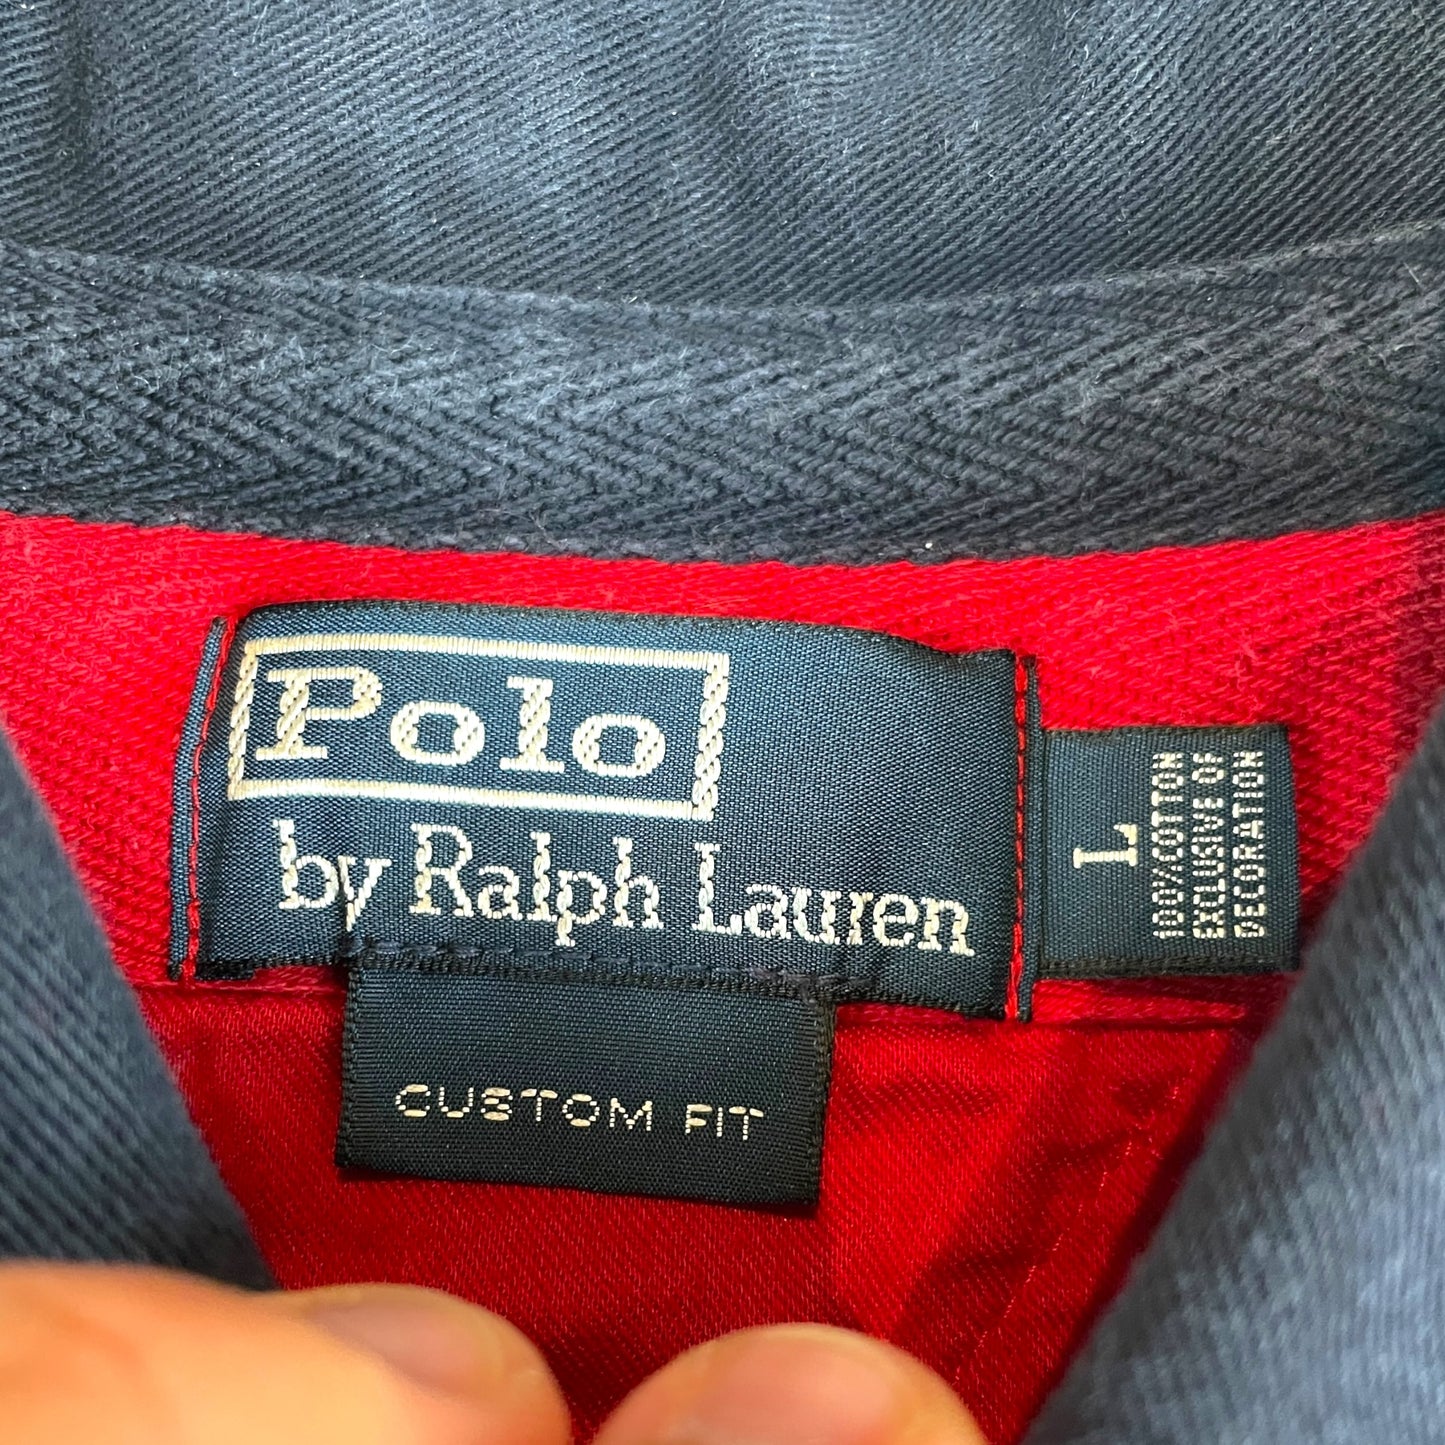 Polo
by Ralph Lauren
CUSTOM FIT
L
100% COTTON
EXCLUSIVE OF
DECORATION